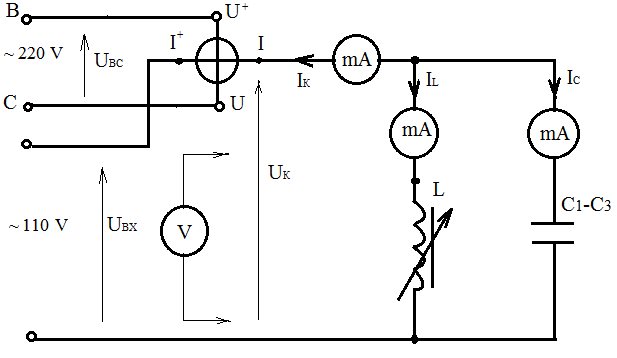 B
U+
I+
I
mA
~ 220 V
UBC
IK
IL
IC
C
U
mA
mA
UK
L
C1-C3
~ 110 V
UBX
V